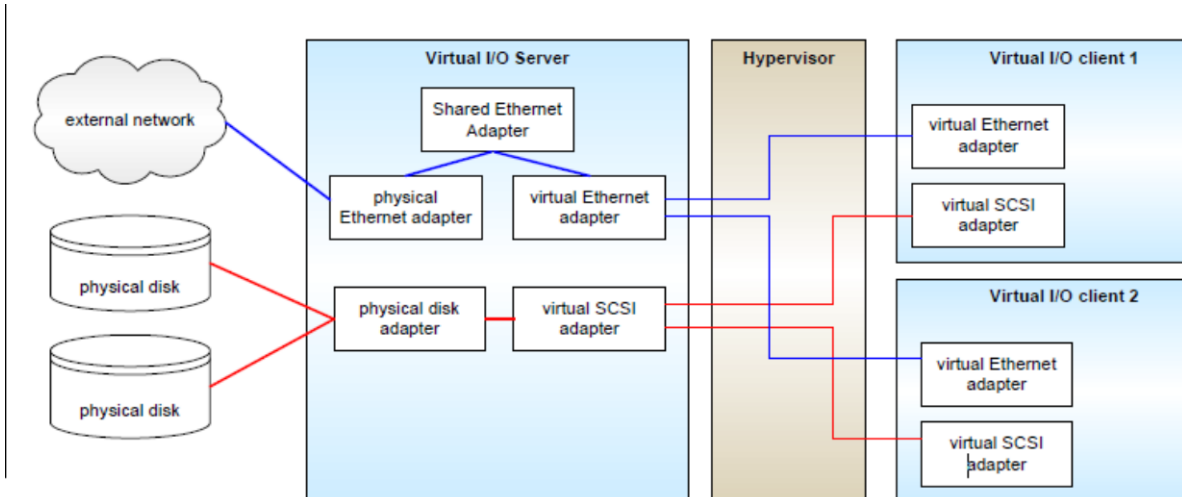 Virtual I/O Server
Hypervisor
Virtual I/O client 1
external network
Shared Ethernet
Adapter
physical
Ethernet adapter
virtual Ethernet
adapter
virtual Ethernet
adapter
virtual SCSI
adapter
physical disk
physical disk
adapter
virtual SCSI
adapter
Virtual I/O client 2
physical disk
virtual Ethernet
adapter
virtual SCSI
adapter